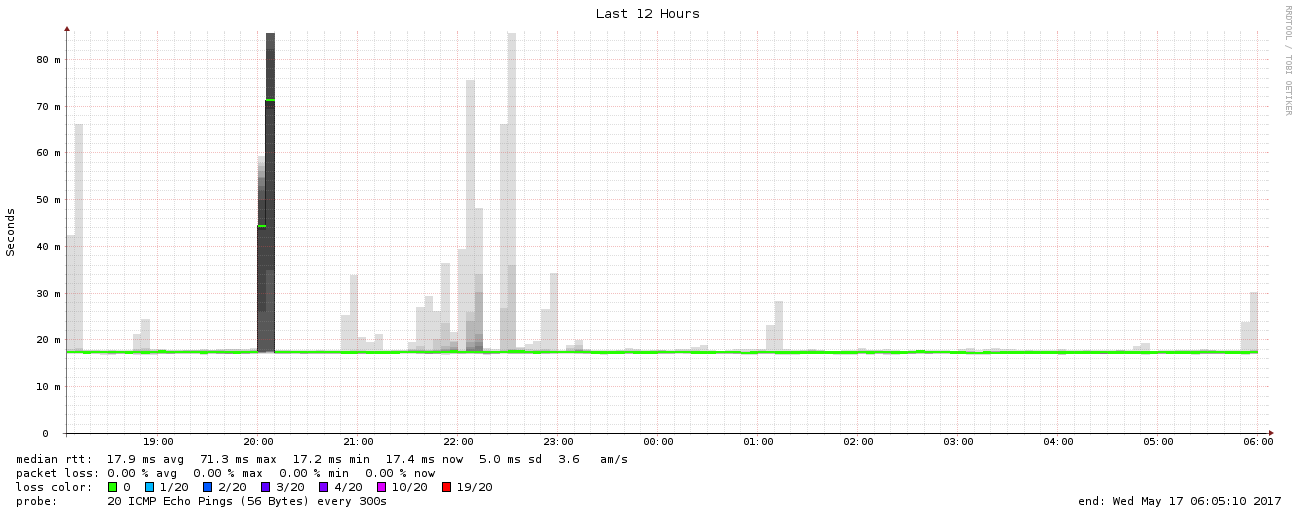 Last 12 Hours
RRDTOOL / TOBI OETIKER
Seconds
80 m
70 m
60 m
50 m
40 m
30 m
20 m
10 m
0
19:00 20:00 21:00 22:00 23:00 00:00 01:00 02:00 03:00 04:00 05:00 06:00
median rtt: 17.9 ms avg 71.3 ms max 17.2 ms min 17.4 ms now 5.0 ms sd 3.6 am/s
packet loss: 0.00 % avg 0.00 % max 0.00 % min 0.00 % now
loss color: 0 1/20 2/20 3/20 4/20 10/20 19/20
probe: 20 ICMP Echo Pings (56 Bytes) every 300s end: Wed May 17 06:05:10 2017